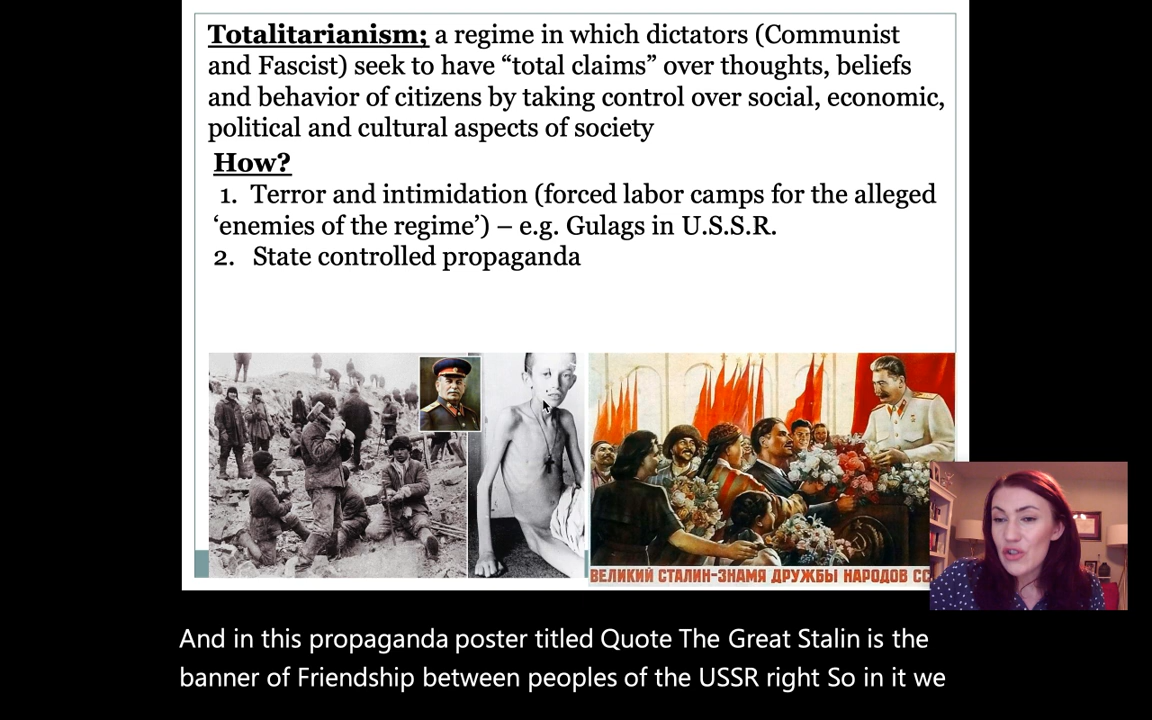 Totalitarianism; a regime in which dictators (Communist
and Fascist) seek to have “total claims” over thoughts, beliefs
and behavior of citizens by taking control over social, economic,
political and cultural aspects of society
How?
1. Terror and intimidation (forced labor camps for the alleged
‘enemies of the regime’) – e.g. Gulags in U.S.S.R.
2. State controlled propaganda
ВЕЛИКИЙ СТАЛИН-ЗНАМЯ ДРУЖБЫ НАРОДОВ
And in this propaganda poster titled Quote The Great Stalin is the
banner of Friendship between peoples of the USSR right So in it we